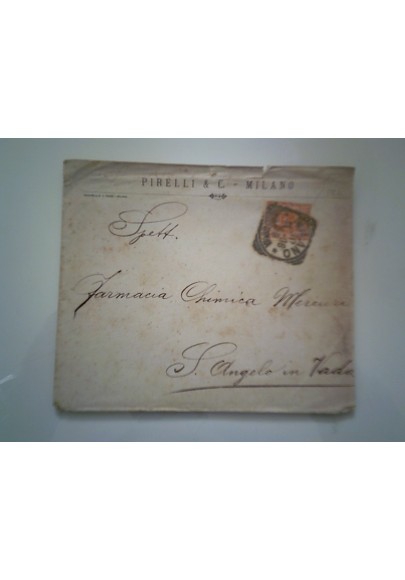 PIRELLI & C. - MILANO
Spett.
Farmacia Chimica
S. Angelo in Vado